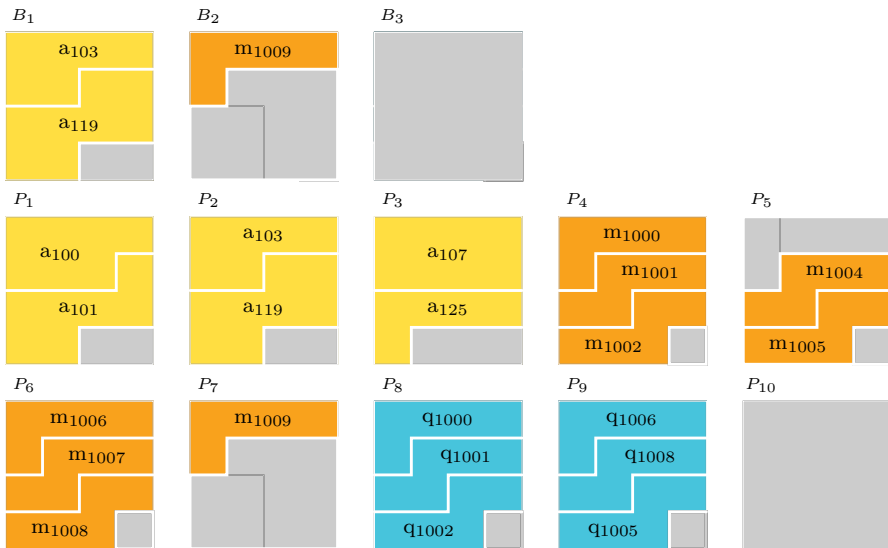 B₁ B₂ B₃
a₁₀₃ m₁₀₀₉
a₁₁₉
P₁ P₂ P₃ P₄ P₅
a₁₀₃ m₁₀₀₀
a₁₀₀ a₁₀₇ m₁₀₀₁ m₁₀₀₄
a₁₀₁ a₁₁₉ a₁₂₅
m₁₀₀₂ m₁₀₀₅
P₆ P₇ P₈ P₉ P₁₀
m₁₀₀₆ m₁₀₀₉ q₁₀₀₀ q₁₀₀₆
m₁₀₀₇ q₁₀₀₁ q₁₀₀₈
m₁₀₀₈ q₁₀₀₂ q₁₀₀₅